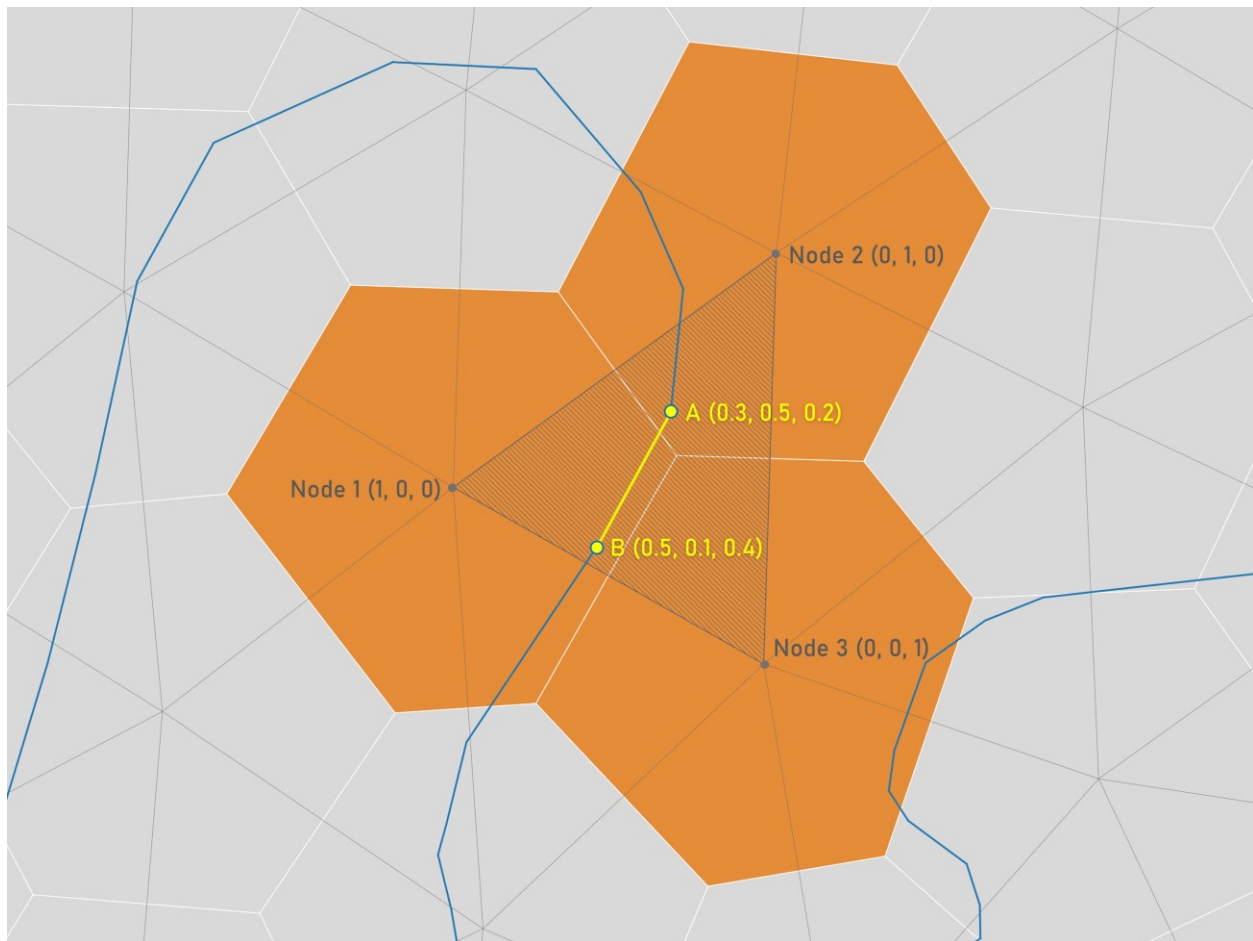 Node 2 (0, 1, 0)
A (0.3, 0.5, 0.2)
Node 1 (1, 0, 0)
B (0.5, 0.1, 0.4)
Node 3 (0, 0, 1)